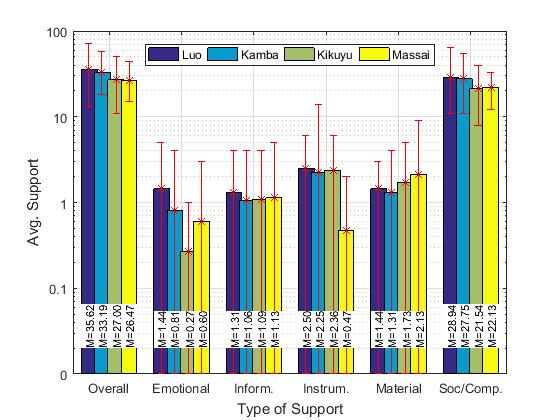 100
10
1
0.1
0
Avg. Support
Luo Kamba Kikuyu Massai
M=35.62 M=33.19 M=27.00 M=26.47
M=1.44 M=0.81 M=0.27 M=0.60
M=1.31 M=1.06 M=1.09 M=1.13
M=2.50 M=2.25 M=2.36 M=0.47
M=1.44 M=1.31 M=1.73 M=2.13
M=28.94 M=27.75 M=21.54 M=22.13
Overall Emotional Inform. Instrum. Material Soc/Comp.
Type of Support